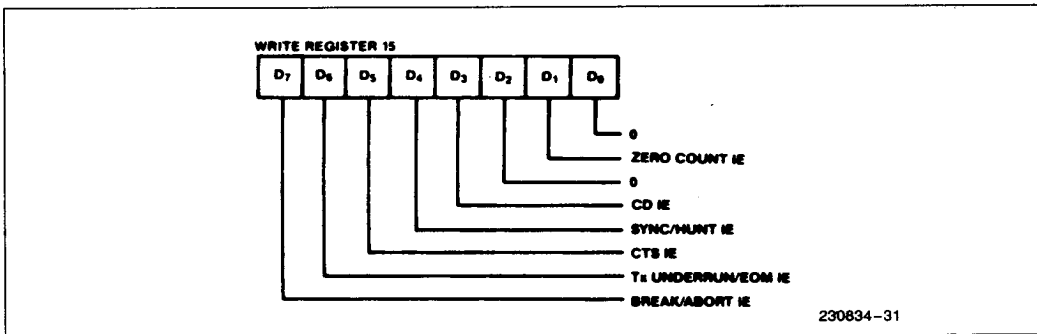 WRITE REGISTER 15
D7 D6 D5 D4 D3 D2 D1 D0
0
ZERO COUNT IE
0
CD IE
SYNC/HUNT IE
CTS IE
Tx UNDERRUN/EOM IE
BREAK/ABORT IE
230834-31